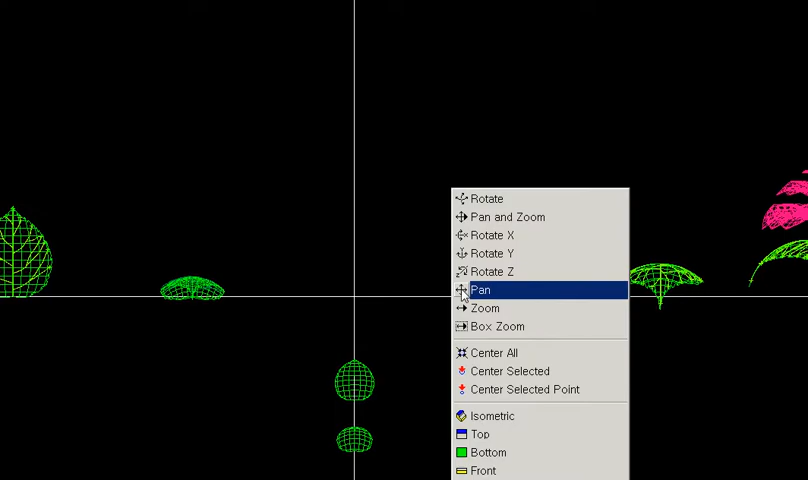 Rotate
Pan and Zoom
Rotate X
Rotate Y
Rotate Z
Pan
Zoom
Box Zoom
Center All
Center Selected
Center Selected Point
Isometric
Top
Bottom
Front